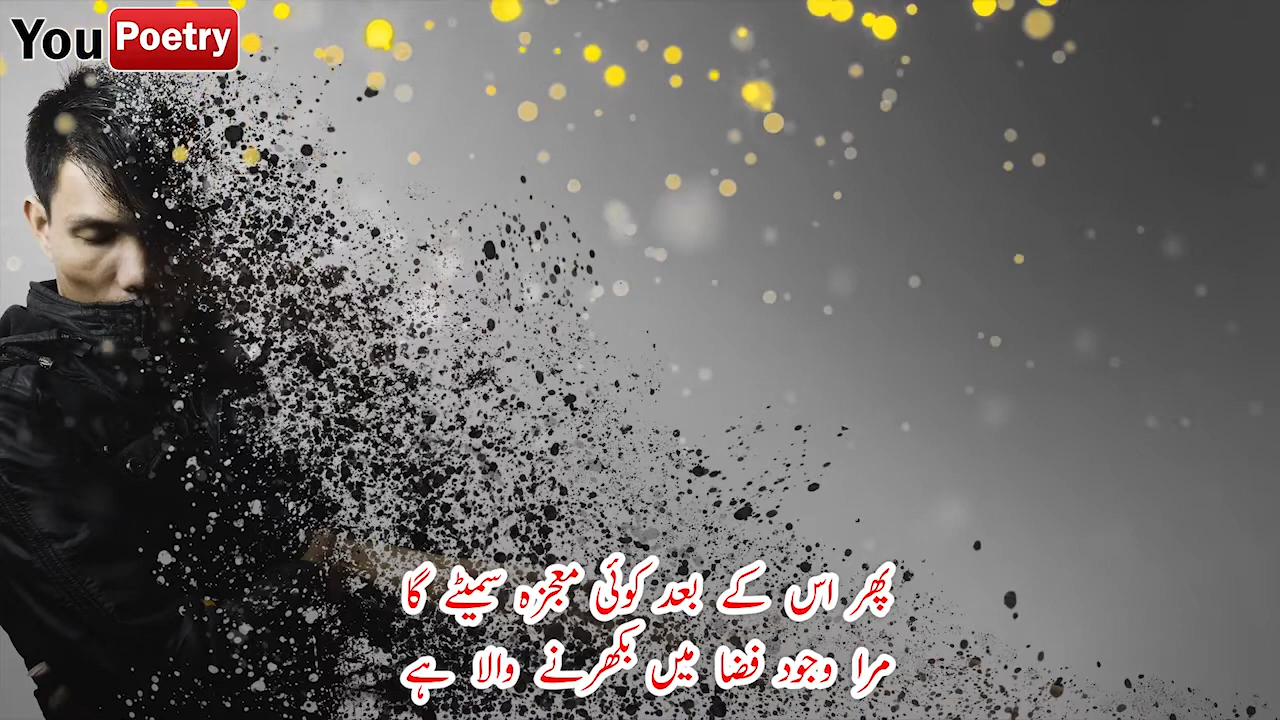 You Poetry
پھر اس کے بعد کوئی معجزہ سمیٹے گا
مرا وجود فضا میں بکھرنے والا ہے